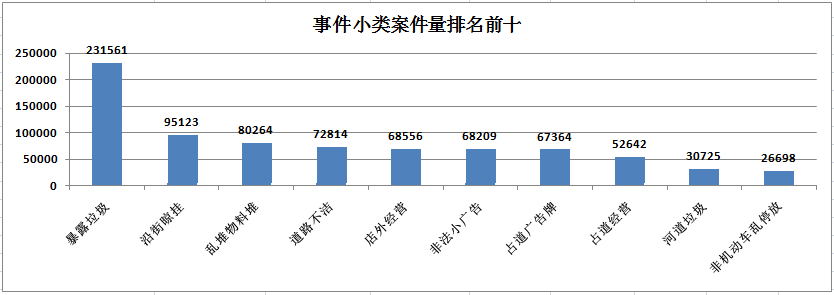 事件小类案件量排名前十
250000
200000
150000
100000
50000
0
231561
95123
80264
72814
68556
68209
67364
52642
30725
26698
暴露垃圾
沿街晾挂
乱堆物料堆
道路不洁
店外经营
非法小广告
占道广告牌
占道经营
河道垃圾
非机动车乱停放